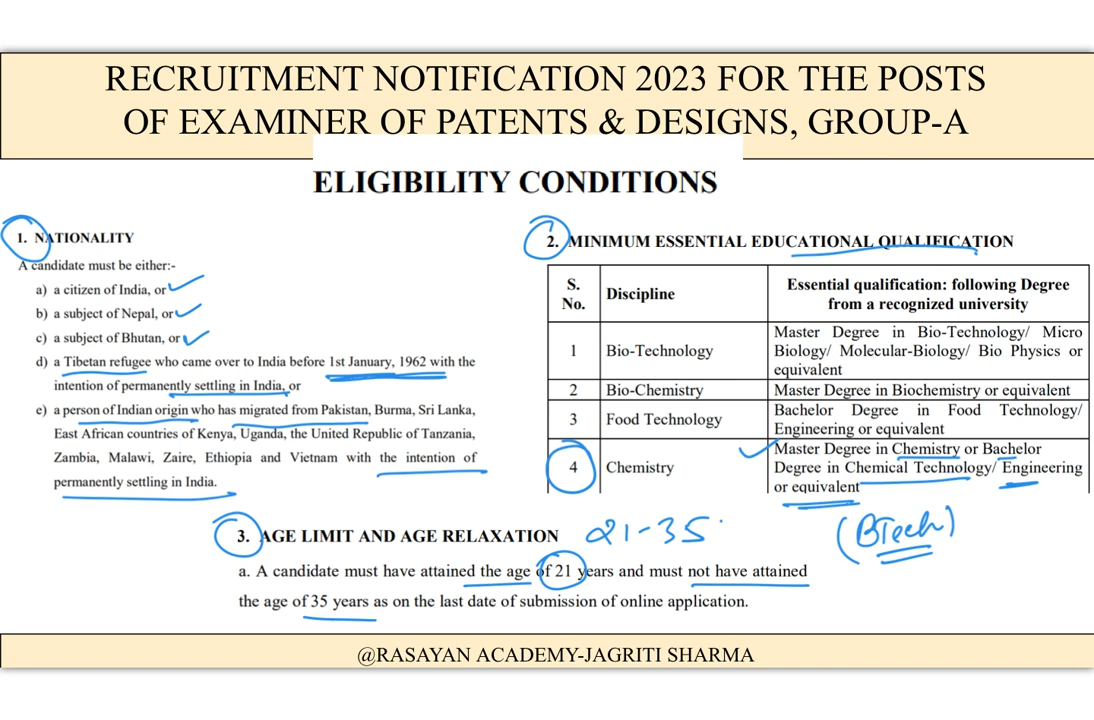 RECRUITMENT NOTIFICATION 2023 FOR THE POSTS
OF EXAMINER OF PATENTS & DESIGNS, GROUP-A
ELIGIBILITY CONDITIONS
1. NATIONALITY
A candidate must be either:-
a) a citizen of India, or
b) a subject of Nepal, or
c) a subject of Bhutan, or
d) a Tibetan refugee who came over to India before 1st January, 1962 with the
intention of permanently settling in India, or
e) a person of Indian origin who has migrated from Pakistan, Burma, Sri Lanka,
East African countries of Kenya, Uganda, the United Republic of Tanzania,
Zambia, Malawi, Zaire, Ethiopia and Vietnam with the intention of
permanently settling in India.
2. MINIMUM ESSENTIAL EDUCATIONAL QUALIFICATION
S. No. Discipline Essential qualification: following Degree
from a recognized university
1 Bio-Technology Master Degree in Bio-Technology/ Micro
Biology/ Molecular-Biology/ Bio Physics or
equivalent
2 Bio-Chemistry Master Degree in Biochemistry or equivalent
3 Food Technology Bachelor Degree in Food Technology/
Engineering or equivalent
4 Chemistry Master Degree in Chemistry or Bachelor
Degree in Chemical Technology/ Engineering
or equivalent
(BTech)
3. AGE LIMIT AND AGE RELAXATION 21-35
a. A candidate must have attained the age of 21 years and must not have attained
the age of 35 years as on the last date of submission of online application.
@RASAYAN ACADEMY-JAGRITI SHARMA